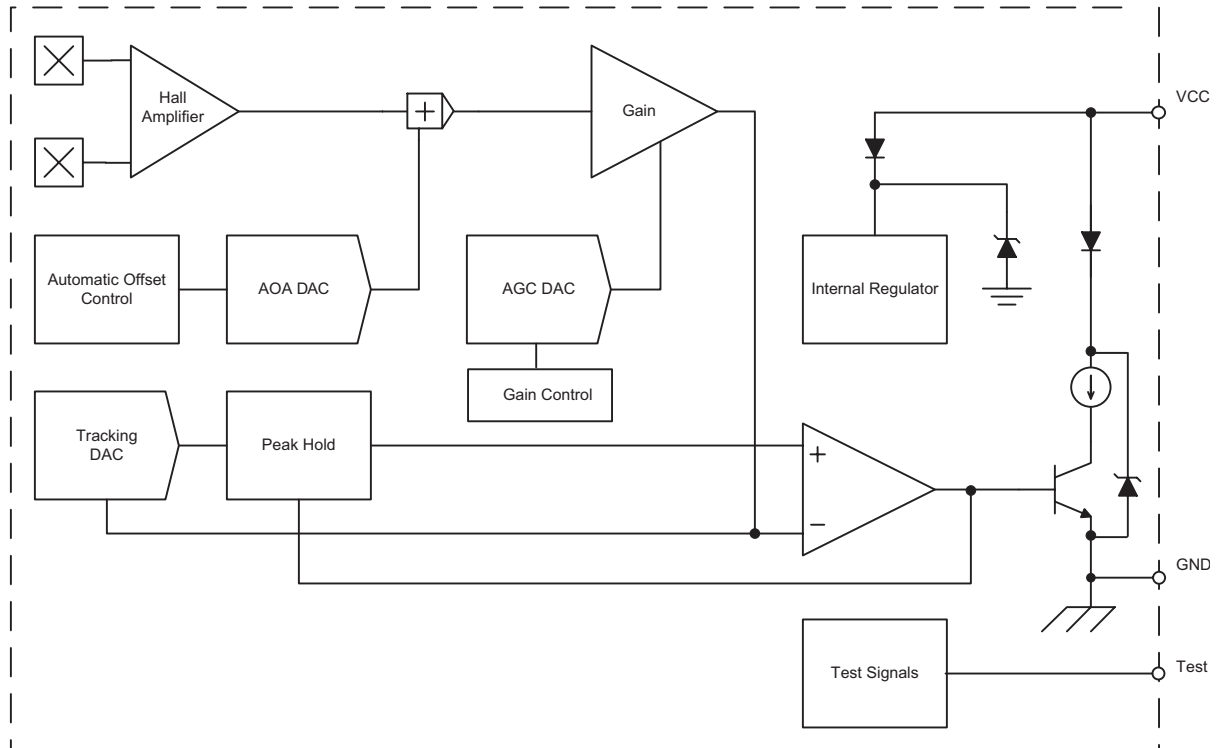 VCC
Hall
Amplifier
+
Gain
Automatic Offset
Control
AOA DAC
AGC DAC
Internal Regulator
Gain Control
Tracking
DAC
Peak Hold
+
−
GND
Test Signals
Test